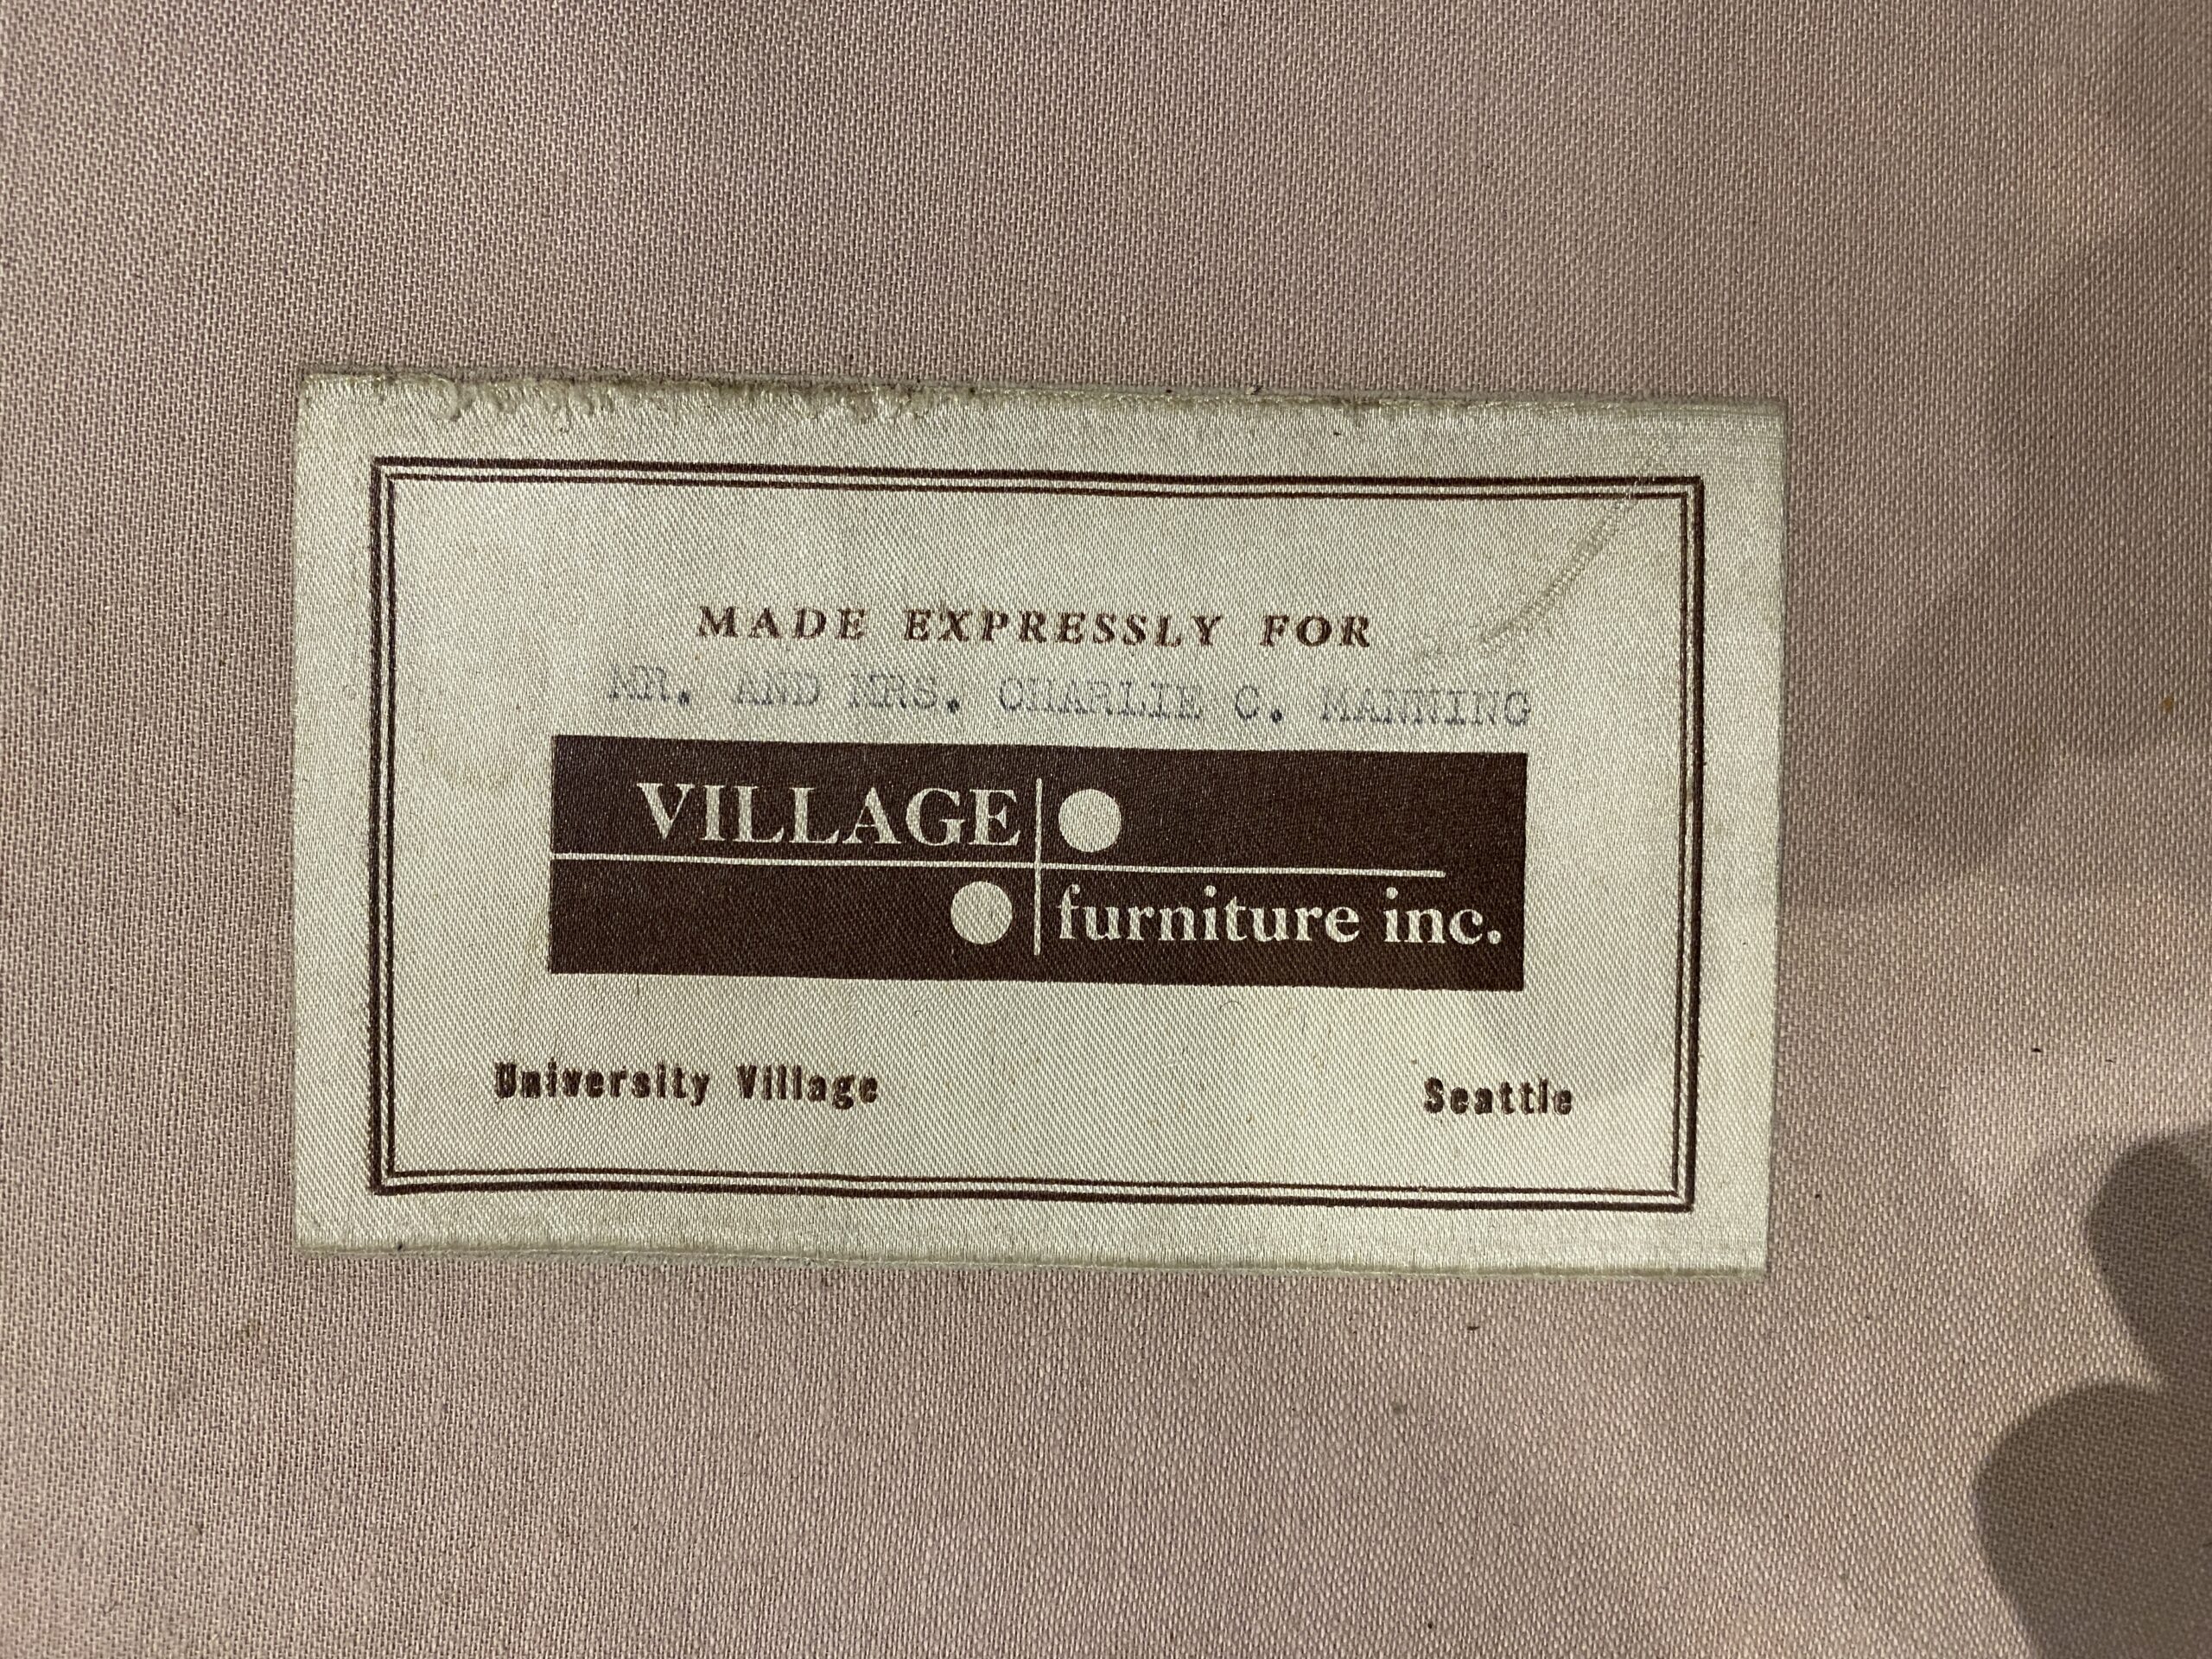 MADE EXPRESSLY FOR
MR. AND MRS. CHARLIE C. MANNING
VILLAGE
furniture inc.
University Village Seattle